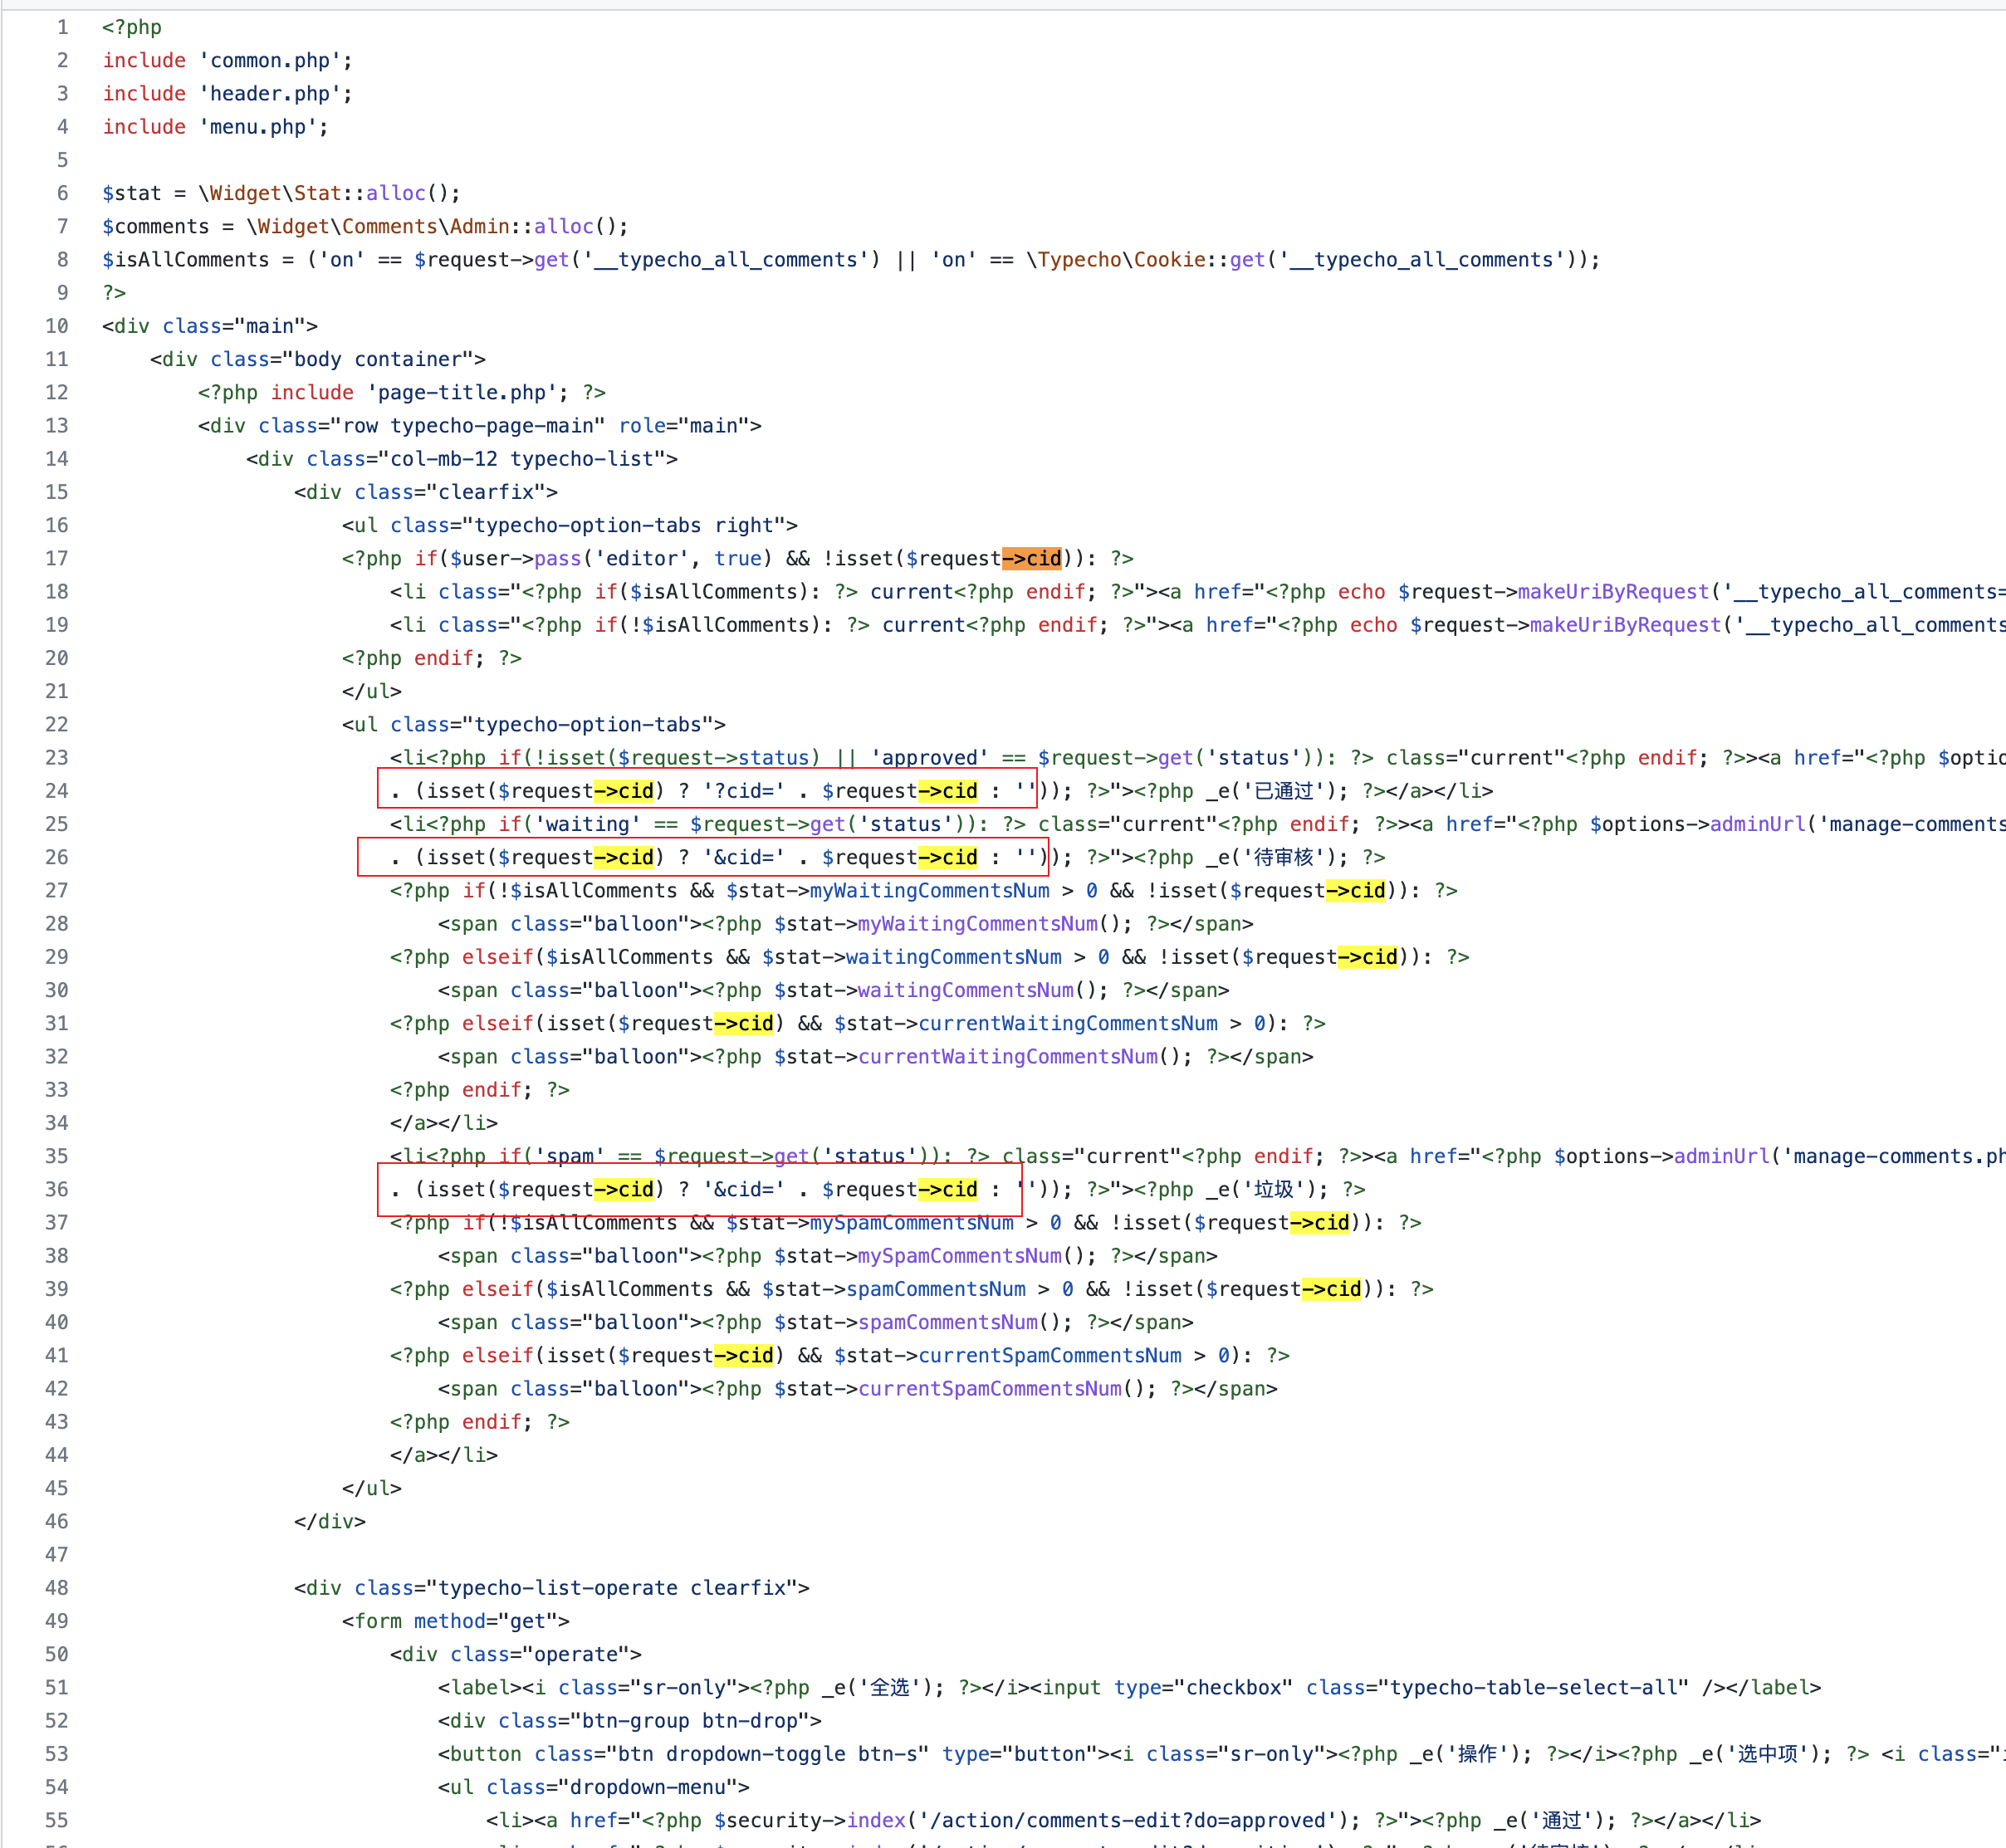 1 <?php
2 include 'common.php';
3 include 'header.php';
4 include 'menu.php';
5
6 $stat = \Widget\Stat::alloc();
7 $comments = \Widget\Comments\Admin::alloc();
8 $isAllComments = ('on' == $request->get('__typecho_all_comments') || 'on' == \Typecho\Cookie::get('__typecho_all_comments'));
9 ?>
10 <div class="main">
11 <div class="body container">
12 <?php include 'page-title.php'; ?>
13 <div class="row typecho-page-main" role="main">
14 <div class="col-mb-12 typecho-list">
15 <div class="clearfix">
16 <ul class="typecho-option-tabs right">
17 <?php if($user->pass('editor', true) && !isset($request->cid)): ?>
18 <li class="<?php if($isAllComments): ?> current<?php endif; ?>"><a href="<?php echo $request->makeUriByRequest('__typecho_all_comments=
19 <li class="<?php if(!$isAllComments): ?> current<?php endif; ?>"><a href="<?php echo $request->makeUriByRequest('__typecho_all_comments
20 <?php endif; ?>
21 </ul>
22 <ul class="typecho-option-tabs">
23 <li<?php if(!isset($request->status) || 'approved' == $request->get('status')): ?> class="current"<?php endif; ?>><a href="<?php $optio
24 . (isset($request->cid) ? '?cid=' . $request->cid : '')); ?>"><?php _e('已通过'); ?></a></li>
25 <li<?php if('waiting' == $request->get('status')): ?> class="current"<?php endif; ?>><a href="<?php $options->adminUrl('manage-comments
26 . (isset($request->cid) ? '&cid=' . $request->cid : '')); ?>"><?php _e('待审核'); ?>
27 <?php if(!$isAllComments && $stat->myWaitingCommentsNum > 0 && !isset($request->cid)): ?>
28 <span class="balloon"><?php $stat->myWaitingCommentsNum(); ?></span>
29 <?php elseif($isAllComments && $stat->waitingCommentsNum > 0 && !isset($request->cid)): ?>
30 <span class="balloon"><?php $stat->waitingCommentsNum(); ?></span>
31 <?php elseif(isset($request->cid) && $stat->currentWaitingCommentsNum > 0): ?>
32 <span class="balloon"><?php $stat->currentWaitingCommentsNum(); ?></span>
33 <?php endif; ?>
34 </a></li>
35 <li<?php if('spam' == $request->get('status')): ?> class="current"<?php endif; ?>><a href="<?php $options->adminUrl('manage-comments.ph
36 . (isset($request->cid) ? '&cid=' . $request->cid : '')); ?>"><?php _e('垃圾'); ?>
37 <?php if(!$isAllComments && $stat->mySpamCommentsNum > 0 && !isset($request->cid)): ?>
38 <span class="balloon"><?php $stat->mySpamCommentsNum(); ?></span>
39 <?php elseif($isAllComments && $stat->spamCommentsNum > 0 && !isset($request->cid)): ?>
40 <span class="balloon"><?php $stat->spamCommentsNum(); ?></span>
41 <?php elseif(isset($request->cid) && $stat->currentSpamCommentsNum > 0): ?>
42 <span class="balloon"><?php $stat->currentSpamCommentsNum(); ?></span>
43 <?php endif; ?>
44 </a></li>
45 </ul>
46 </div>
47
48 <div class="typecho-list-operate clearfix">
49 <form method="get">
50 <div class="operate">
51 <label><i class="sr-only"><?php _e('全选'); ?></i><input type="checkbox" class="typecho-table-select-all" /></label>
52 <div class="btn-group btn-drop">
53 <button class="btn dropdown-toggle btn-s" type="button"><i class="sr-only"><?php _e('操作'); ?></i><?php _e('选中项'); ?> <i class="i
54 <ul class="dropdown-menu">
55 <li><a href="<?php $security->index('/action/comments-edit?do=approved'); ?>"><?php _e('通过'); ?></a></li>